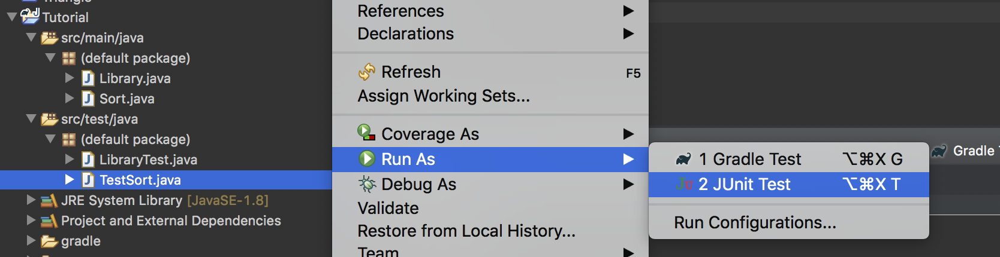 Triangle
Tutorial
src/main/java
(default package)
Library.java
Sort.java
src/test/java
(default package)
LibraryTest.java
TestSort.java
JRE System Library [JavaSE-1.8]
Project and External Dependencies
gradle
References
Declarations
Refresh F5
Assign Working Sets...
Coverage As
Run As
Debug As
Validate
Restore from Local History...
Team
1 Gradle Test ⌥⌘X G
2 JUnit Test ⌥⌘X T
Run Configurations...
Gradle